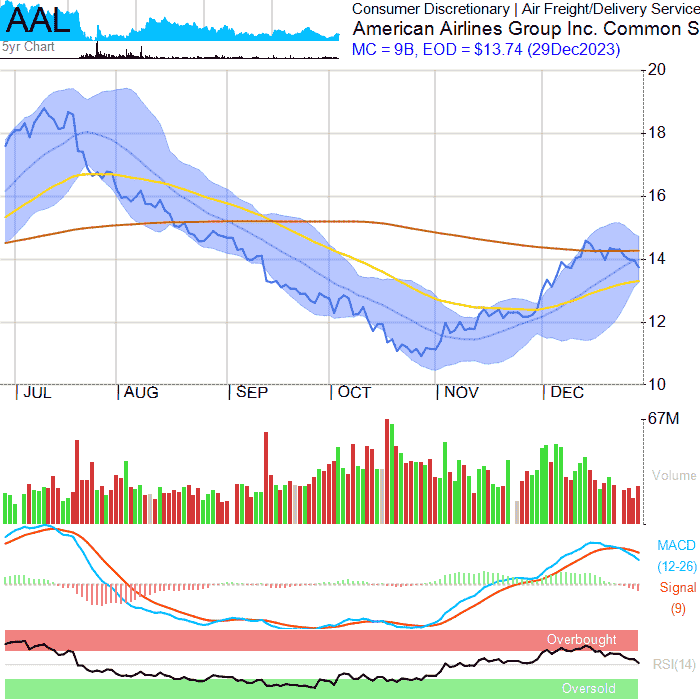 AAL
5yr Chart
Consumer Discretionary | Air Freight/Delivery Service
American Airlines Group Inc. Common S
MC = 9B, EOD = $13.74 (29Dec2023)
20
18
16
14
12
10
JUL AUG SEP OCT NOV DEC
67M
Volume
MACD
(12-26)
Signal
(9)
Overbought
RSI(14)
Oversold